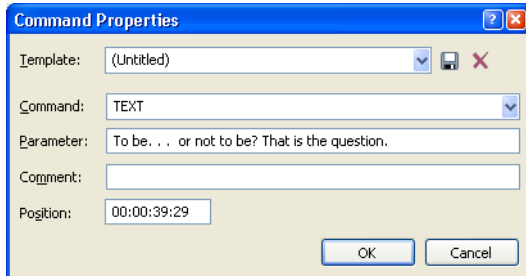 Command Properties
Template: (Untitled)
Command: TEXT
Parameter: To be. . . or not to be? That is the question.
Comment:
Position: 00:00:39:29
OK Cancel